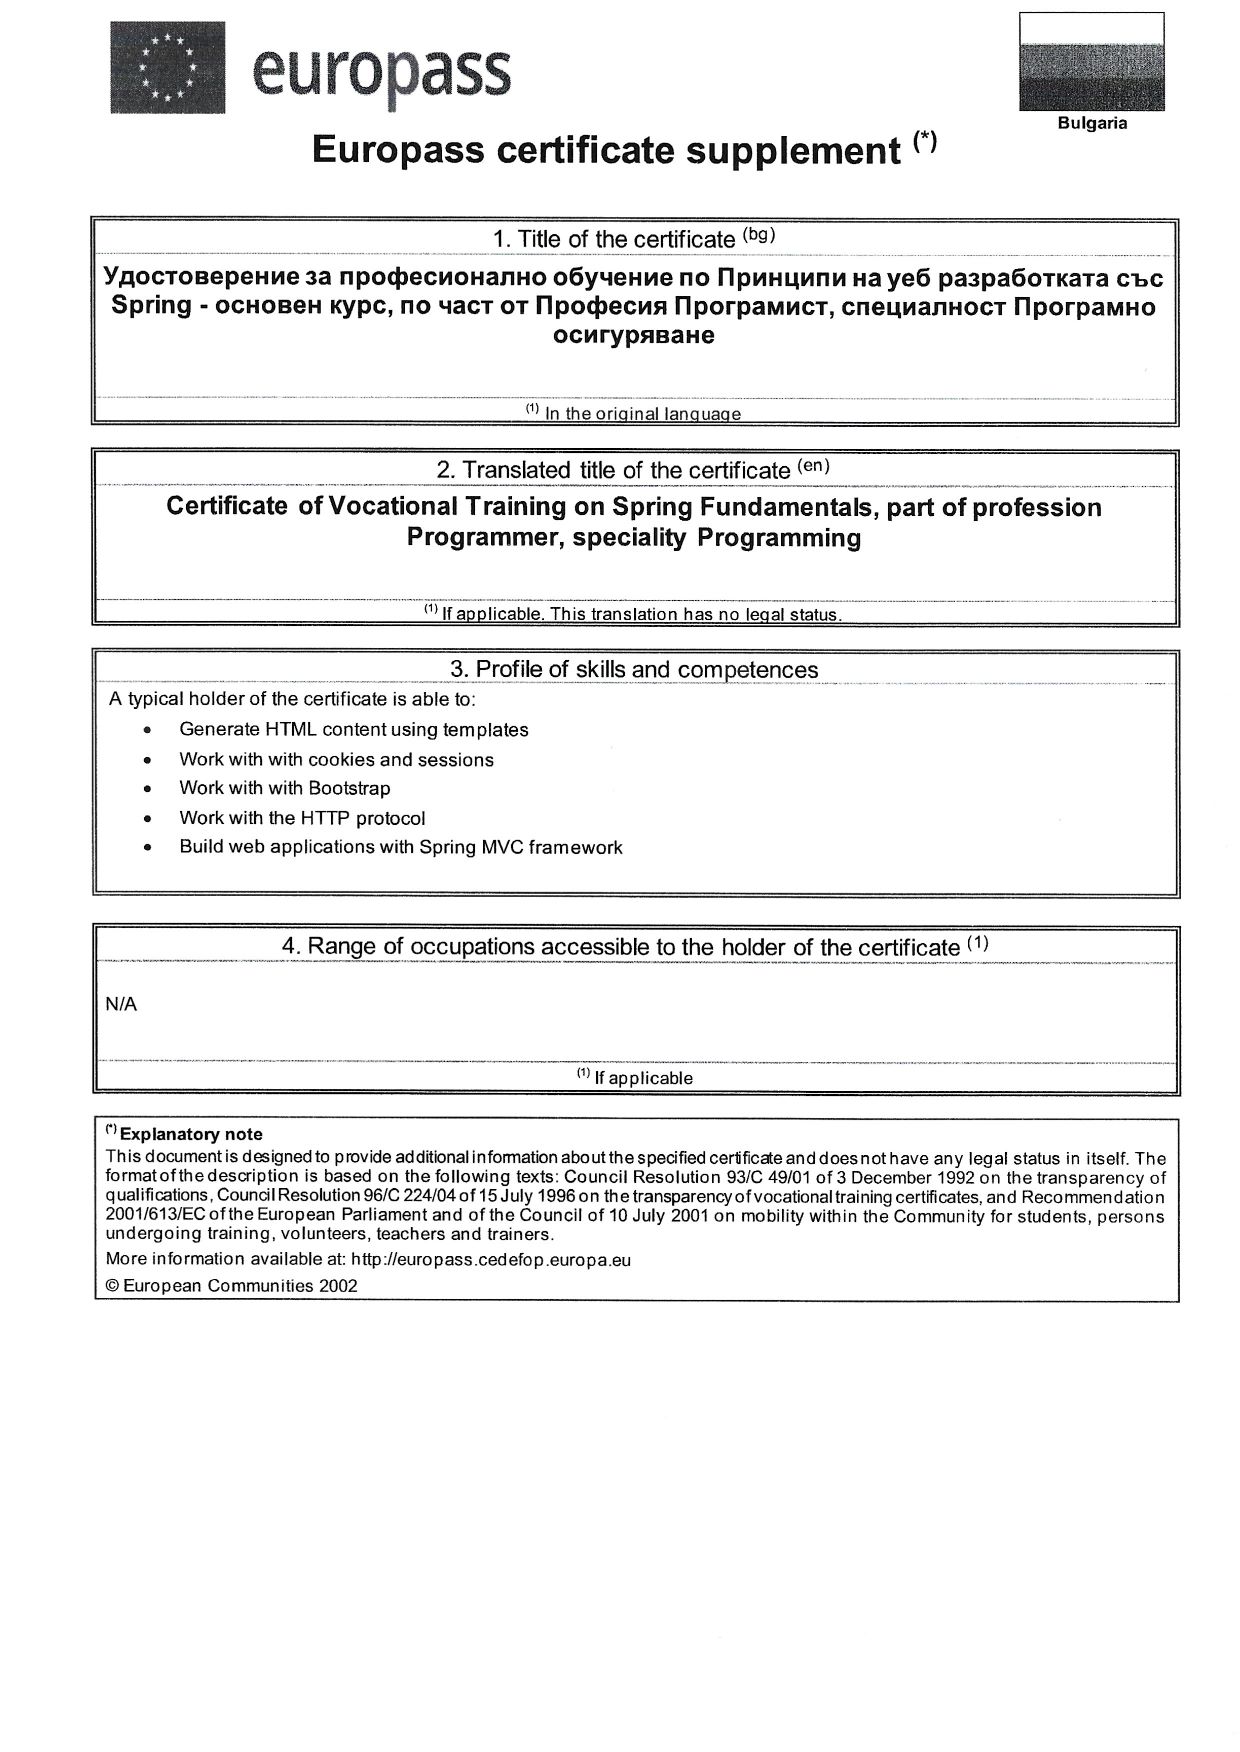 europass
Bulgaria
Europass certificate supplement (*)
1. Title of the certificate (bg)
Удостоверение за професионално обучение по Принципи на уеб разработката със
Spring - основен курс, по част от Професия Програмист, специалност Програмно
осигуряване
(1) In the original language
2. Translated title of the certificate (en)
Certificate of Vocational Training on Spring Fundamentals, part of profession
Programmer, speciality Programming
(1) If applicable. This translation has no legal status.
3. Profile of skills and competences
A typical holder of the certificate is able to:
• Generate HTML content using templates
• Work with with cookies and sessions
• Work with with Bootstrap
• Work with the HTTP protocol
• Build web applications with Spring MVC framework
4. Range of occupations accessible to the holder of the certificate (1)
N/A
(1) If applicable
(*) Explanatory note
This document is designed to provide additional information about the specified certificate and does not have any legal status in itself. The
format of the description is based on the following texts: Council Resolution 93/C 49/01 of 3 December 1992 on the transparency of
qualifications, Council Resolution 96/C 224/04 of 15 July 1996 on the transparency of vocational training certificates, and Recommendation
2001/613/EC of the European Parliament and of the Council of 10 July 2001 on mobility within the Community for students, persons
undergoing training, volunteers, teachers and trainers.
More information available at: http://europass.cedefop.europa.eu
© European Communities 2002